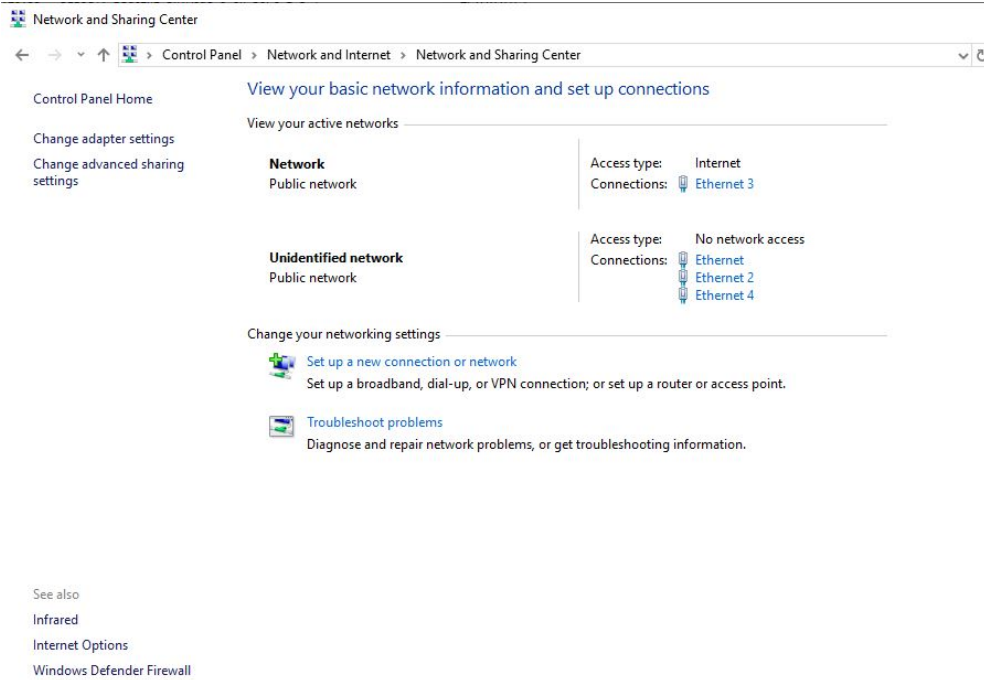 Network and Sharing Center
Control Panel > Network and Internet > Network and Sharing Center
Control Panel Home
Change adapter settings
Change advanced sharing
settings
View your basic network information and set up connections
View your active networks
Network
Public network
Access type: Internet
Connections: Ethernet 3
Unidentified network
Public network
Access type: No network access
Connections: Ethernet
Ethernet 2
Ethernet 4
Change your networking settings
Set up a new connection or network
Set up a broadband, dial-up, or VPN connection; or set up a router or access point.
Troubleshoot problems
Diagnose and repair network problems, or get troubleshooting information.
See also
Infrared
Internet Options
Windows Defender Firewall